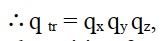 ∴ q tr = qx qy qz,